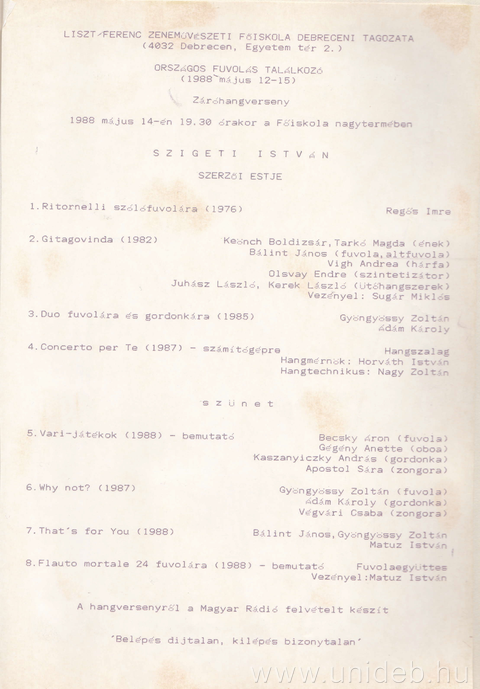 LISZT/FERENC ZENEMŰVÉSZETI FŐISKOLA DEBRECENI TAGOZATA
(4032 Debrecen, Egyetem tér 2.)
ORSZÁGOS FUVOLÁS TALÁLKOZÓ
(1988 május 12-15)
Záróhangverseny
1988 május 14-én 19.30 órakor a Főiskola nagytermében
S Z I G E T I  I S T V Á N
SZERZŐI ESTJE
1.Ritornelli szólófuvolára (1976) Regős Imre
2.Gitagovinda (1982) Keönch Boldizsár,Tarkó Magda (ének)
Bálint János (fuvola,altfuvola)
Vigh Andrea (hárfa)
Olsvay Endre (szintetizátor)
Juhász László, Kerek László (ütőhangszerek)
Vezényel: Sugár Miklós
3.Duo fuvolára és gordonkára (1985) Gyöngyössy Zoltán
Ádám Károly
4.Concerto per Te (1987) - számítógépre Hangszalag
Hangmérnök: Horváth István
Hangtechnikus: Nagy Zoltán
s z ü n e t
5.Vari-játékok (1988) - bemutató Becsky Áron (fuvola)
Gégény Anette (oboa)
Kaszanyiczky András (gordonka)
Apostol Sára (zongora)
6.Why not? (1987) Gyöngyössy Zoltán (fuvola)
Ádám Károly (gordonka)
Végvári Csaba (zongora)
7.That's for You (1988) Bálint János,Gyöngyössy Zoltán
Matuz István
8.Flauto mortale 24 fuvolára (1988) - bemutató Fuvolaegyüttes
Vezényel:Matuz István
A hangversenyről a Magyar Rádió felvételt készít
"Belépés díjtalan, kilépés bizonytalan"
www.unideb.hu